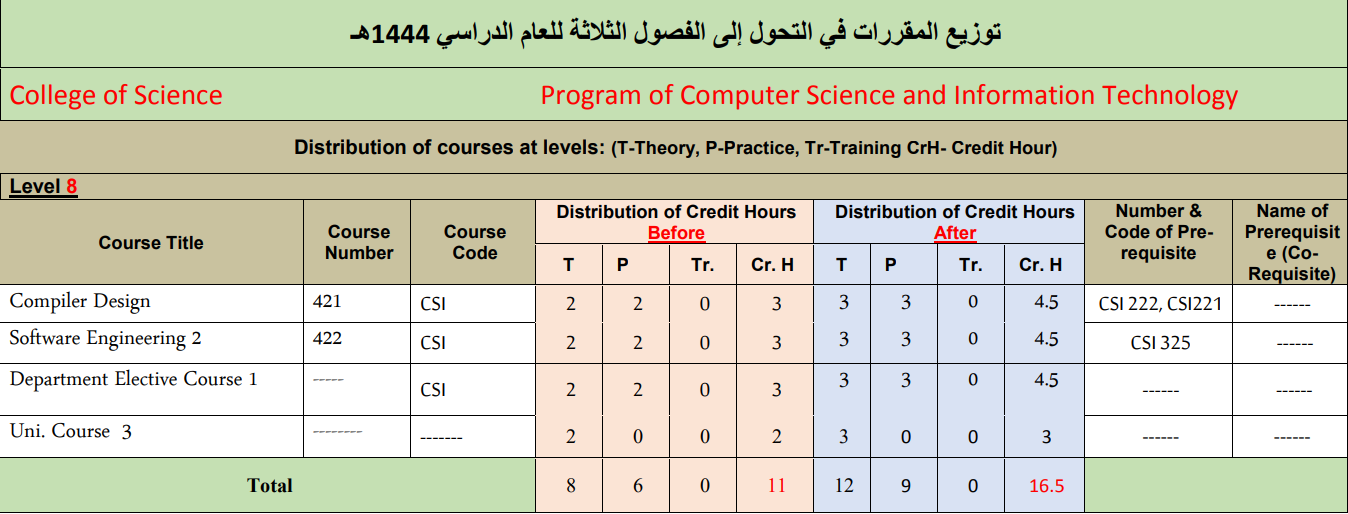 توزيع المقررات في التحول إلى الفصول الثلاثة للعام الدراسي 1444هـ
College of Science Program of Computer Science and Information Technology
Distribution of courses at levels: (T-Theory, P-Practice, Tr-Training CrH- Credit Hour)
Level 8
Course Title
Course
Number
Course
Code
Distribution of Credit Hours
Before
Distribution of Credit Hours
After
Number &
Code of Pre-
requisite
Name of
Prerequisit
e (Co-
Requisite)
T P Tr. Cr. H T P Tr. Cr. H
Compiler Design 421 CSI 2 2 0 3 3 3 0 4.5 CSI 222, CSI221 ------
Software Engineering 2 422 CSI 2 2 0 3 3 3 0 4.5 CSI 325 ------
Department Elective Course 1 ----- CSI 2 2 0 3 3 3 0 4.5 ------ ------
Uni. Course 3 -------- ------- 2 0 0 2 3 0 0 3 ------ ------
Total 8 6 0 11 12 9 0 16.5